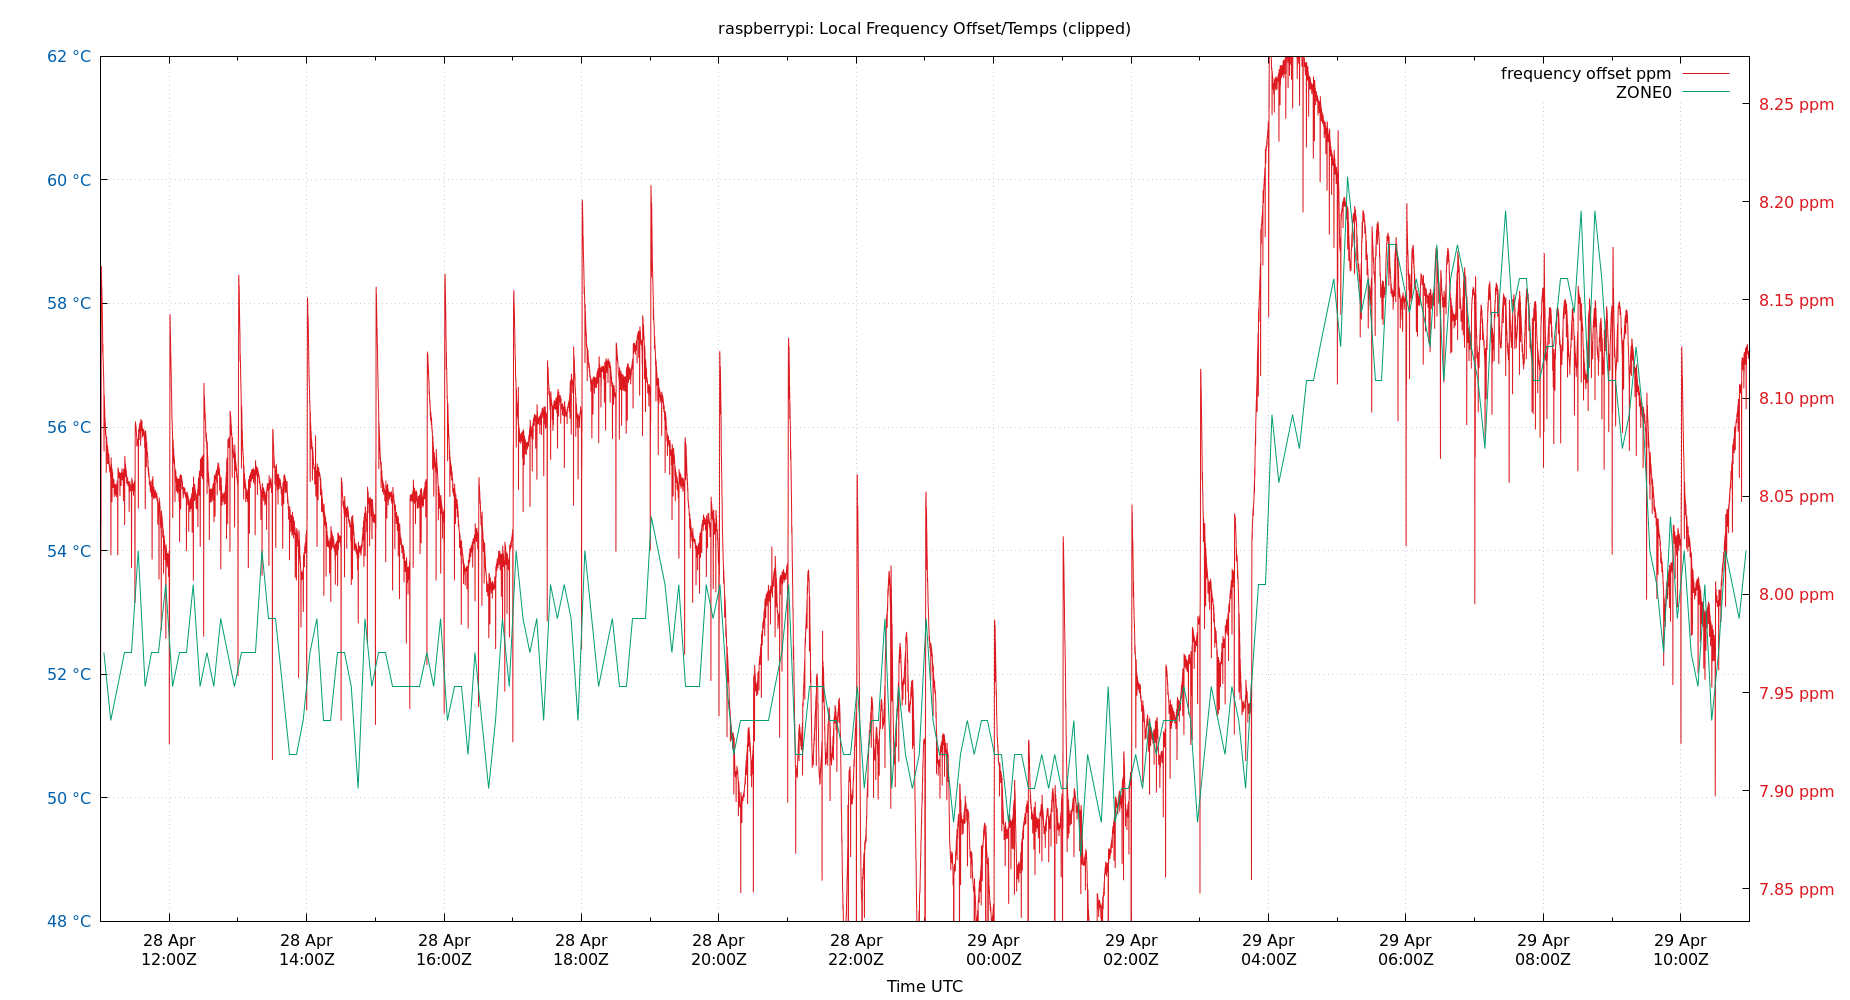 raspberrypi: Local Frequency Offset/Temps (clipped)
62 °C
60 °C
58 °C
56 °C
54 °C
52 °C
50 °C
48 °C
frequency offset ppm
ZONE0
8.25 ppm
8.20 ppm
8.15 ppm
8.10 ppm
8.05 ppm
8.00 ppm
7.95 ppm
7.90 ppm
7.85 ppm
28 Apr
12:00Z
28 Apr
14:00Z
28 Apr
16:00Z
28 Apr
18:00Z
28 Apr
20:00Z
28 Apr
22:00Z
29 Apr
00:00Z
29 Apr
02:00Z
29 Apr
04:00Z
29 Apr
06:00Z
29 Apr
08:00Z
29 Apr
10:00Z
Time UTC